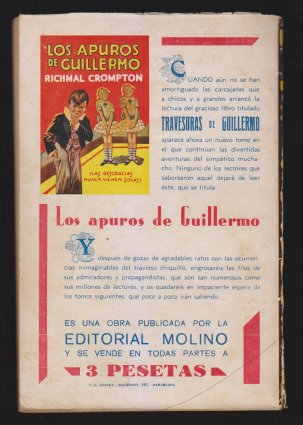 LOS APUROS
DE GUILLERMO
RICHMAL CROMPTON
¡LAS DESGRACIAS
NUNCA VIENEN SOLAS!
CUANDO aún no se han
amortiguado las carcajadas que
a chicos y a grandes arrancó la
lectura del gracioso libro titulado
TRAVESURAS DE GUILLERMO
aparece ahora un nuevo tomo en
el que continúan las divertidas
aventuras del simpático mucha-
cho. Ninguno de los lectores que
saborearon aquél dejará de leer
éste, que se titula
Los apuros de Guillermo
Y después de gozar de agradables ratos con las ocurren-
cias inimaginables del travieso chiquillo, engrosaréis las filas de
sus admiradores y propagandistas, que son tan numerosos como
sus millones de lectores, y os quedaréis en impaciente espera de
los tomos siguientes, que poco a poco irán saliendo.
ES UNA OBRA PUBLICADA POR LA
EDITORIAL MOLINO
Y SE VENDE EN TODAS PARTES A
3 PESETAS
BARCELONA